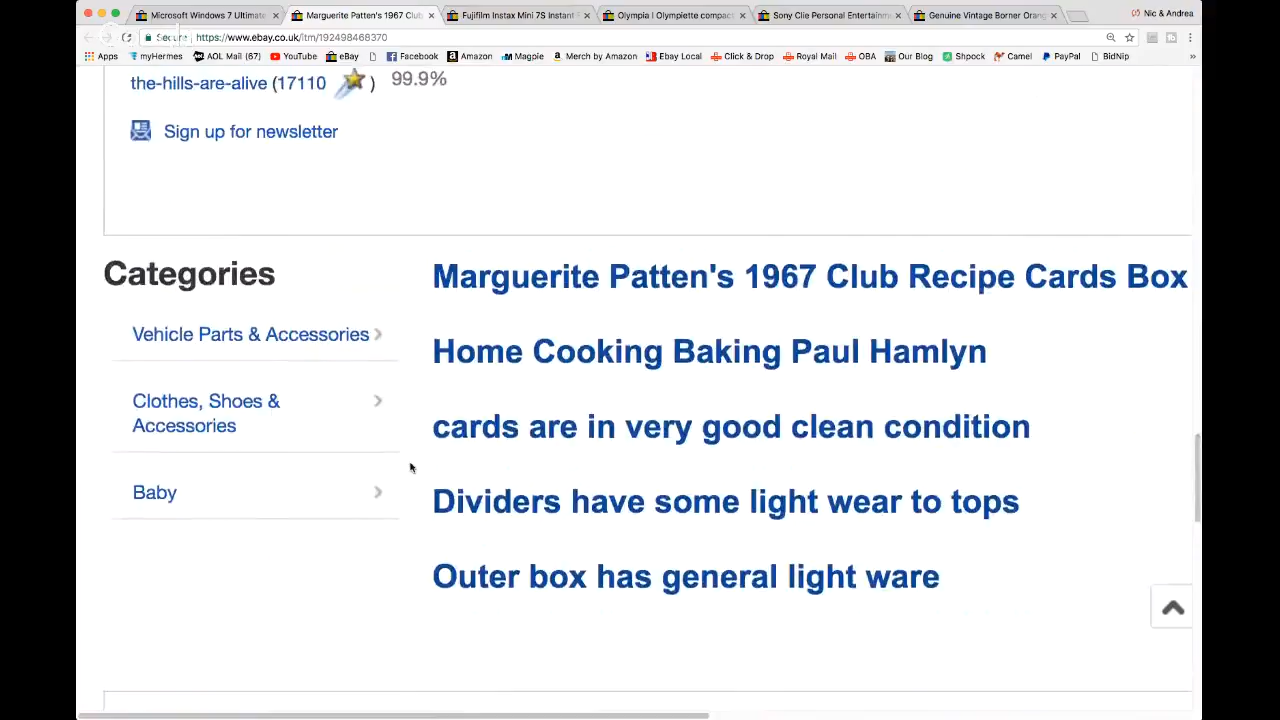 Microsoft Windows 7 Ultimate
Marguerite Patten's 1967 Club
Fujifilm Instax Mini 7S Instant
Olympia | Olympiette compac
Sony Clie Personal Entertainm
Genuine Vintage Borner Orang
Nic & Andrea
Secure
https://www.ebay.co.uk/itm/192498468370
Apps
myHermes
AOL Mail (67)
YouTube
eBay
Facebook
Amazon
Magpie
Merch by Amazon
Ebay Local
Click & Drop
Royal Mail
OBA
Our Blog
Shpock
Camel
PayPal
BidNip
»
the-hills-are-alive (17110 ) 99.9%
Sign up for newsletter
Categories
Vehicle Parts & Accessories
Clothes, Shoes &
Accessories
Baby
Marguerite Patten's 1967 Club Recipe Cards Box
Home Cooking Baking Paul Hamlyn
cards are in very good clean condition
Dividers have some light wear to tops
Outer box has general light ware